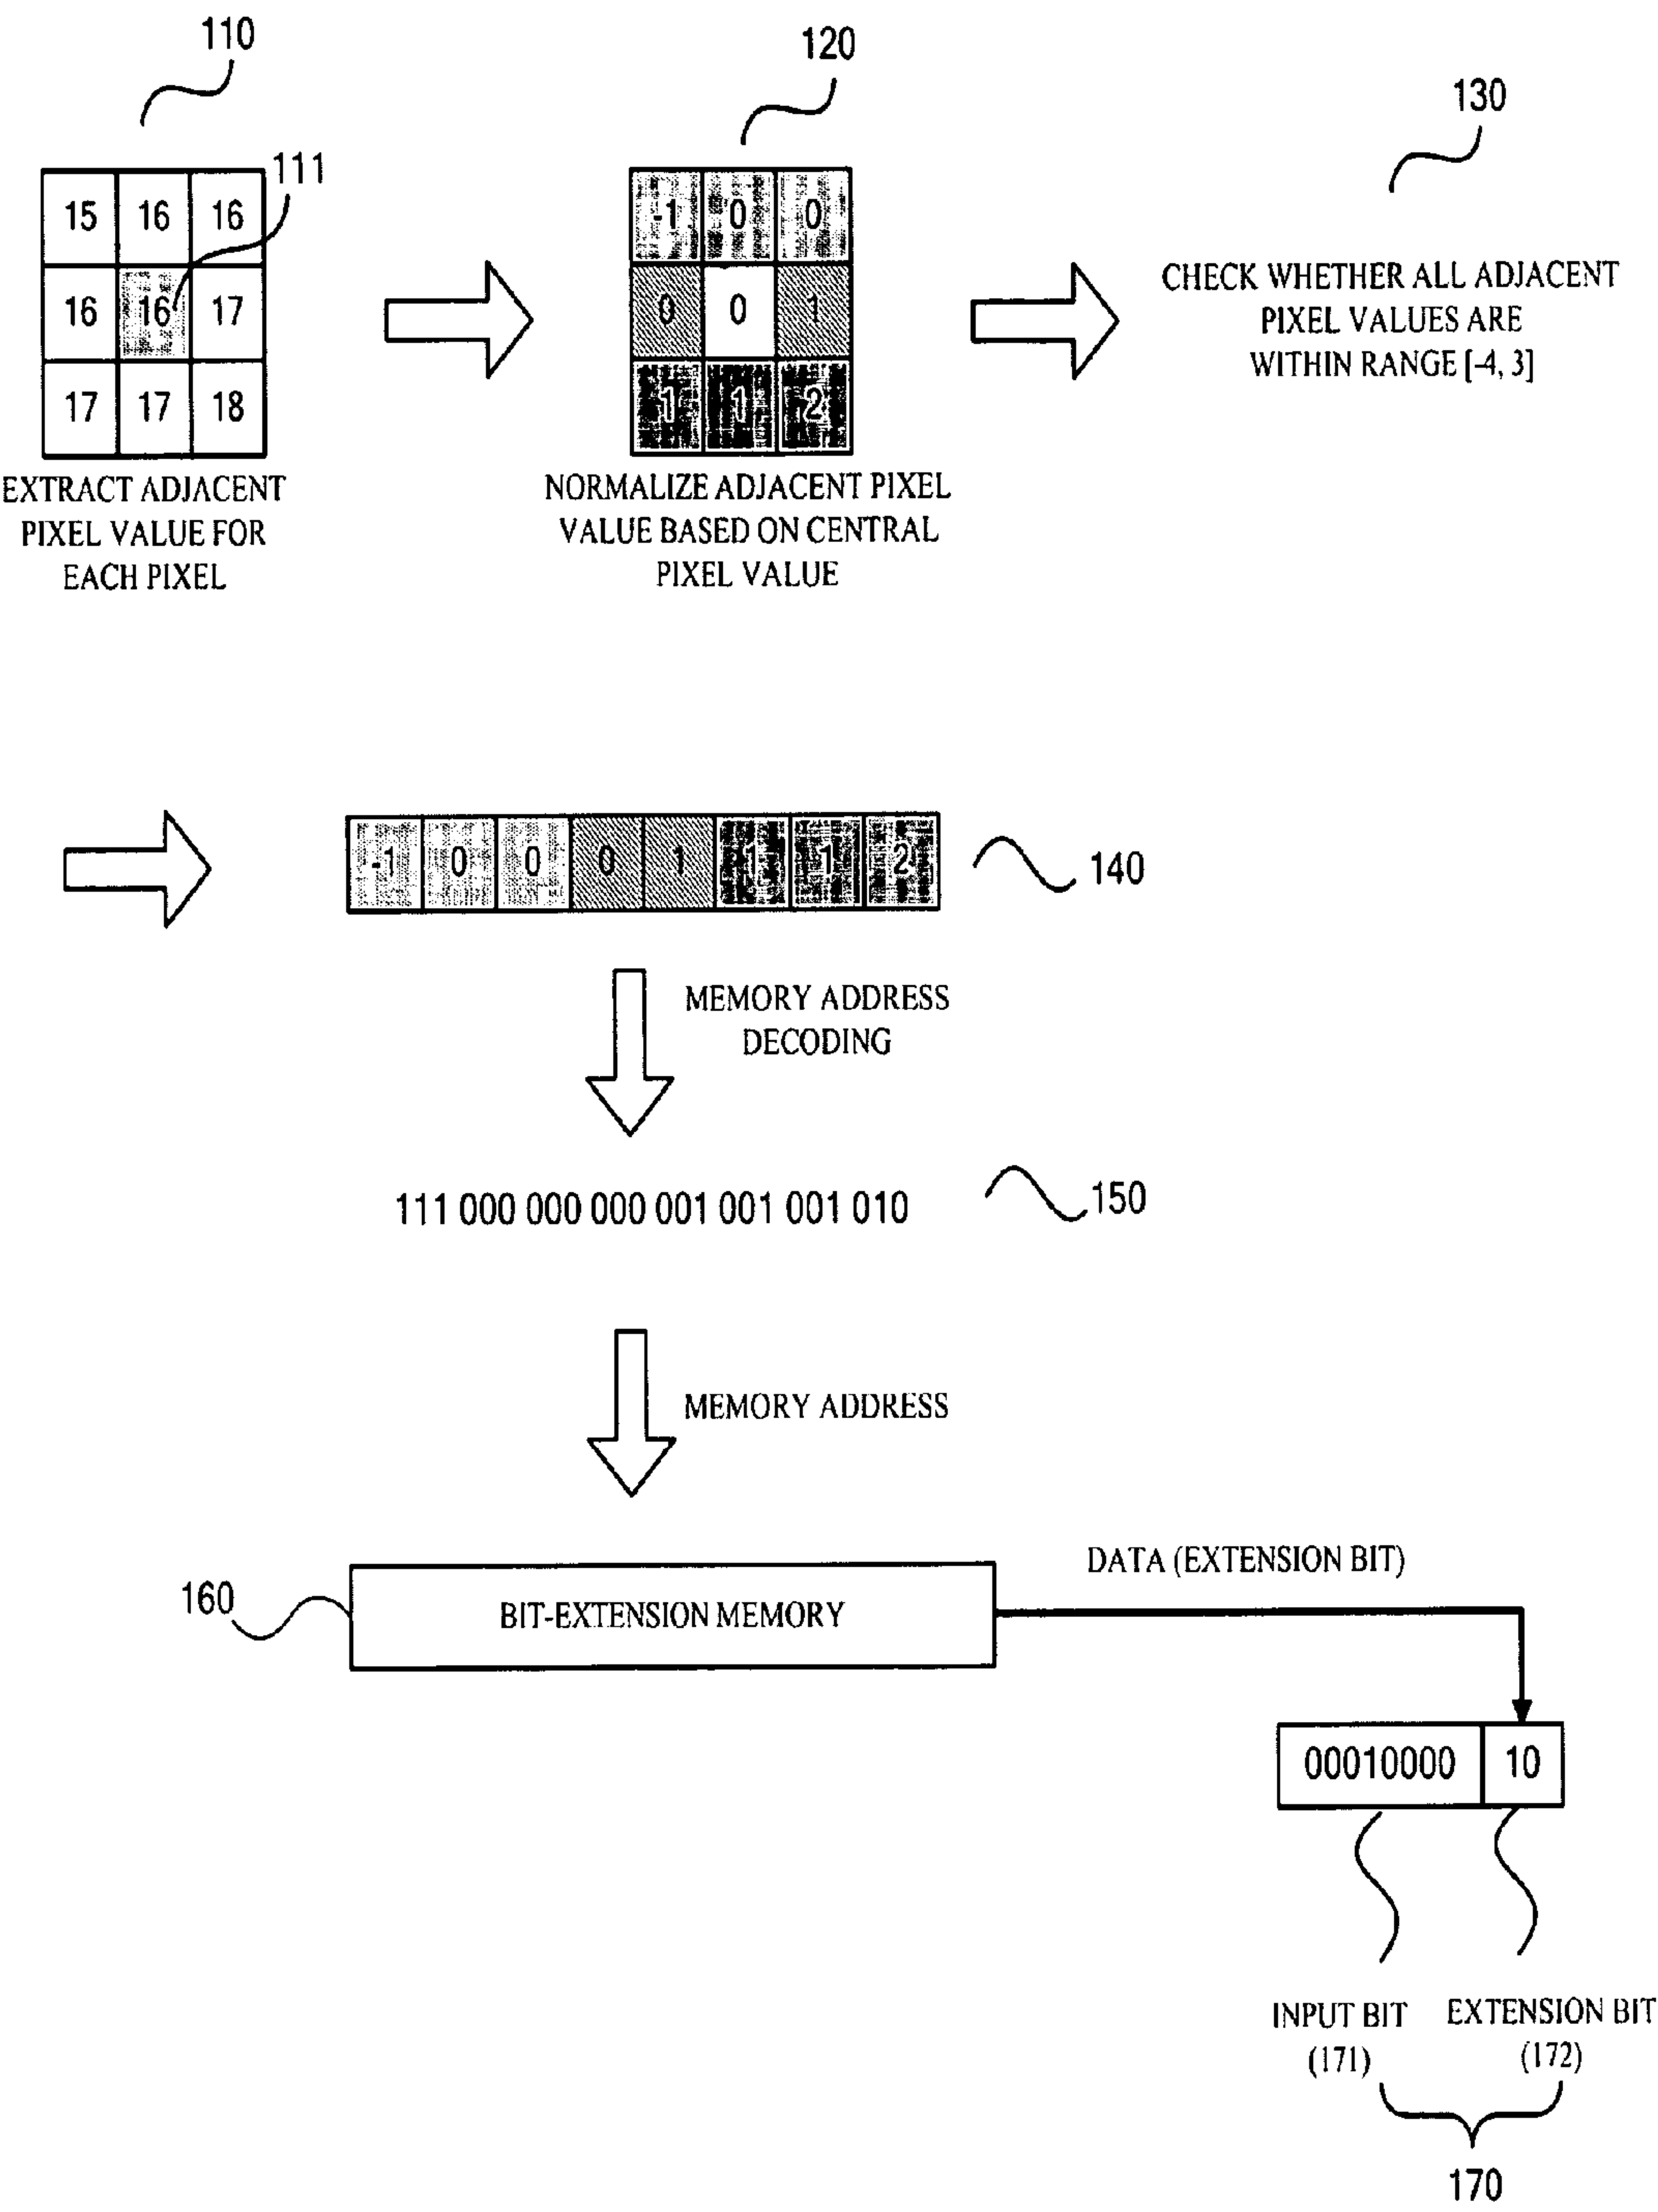 110
120
130
111
15 16 16
16 16 17
17 17 18
-1 0 0
0 0 1
1 1 2
EXTRACT ADJACENT
PIXEL VALUE FOR
EACH PIXEL
NORMALIZE ADJACENT PIXEL
VALUE BASED ON CENTRAL
PIXEL VALUE
CHECK WHETHER ALL ADJACENT
PIXEL VALUES ARE
WITHIN RANGE [-4, 3]
-1 0 0 0 1 1 1 2
140
MEMORY ADDRESS
DECODING
111 000 000 000 001 001 001 010
150
MEMORY ADDRESS
160
BIT-EXTENSION MEMORY
DATA (EXTENSION BIT)
00010000 10
INPUT BIT
(171)
EXTENSION BIT
(172)
170